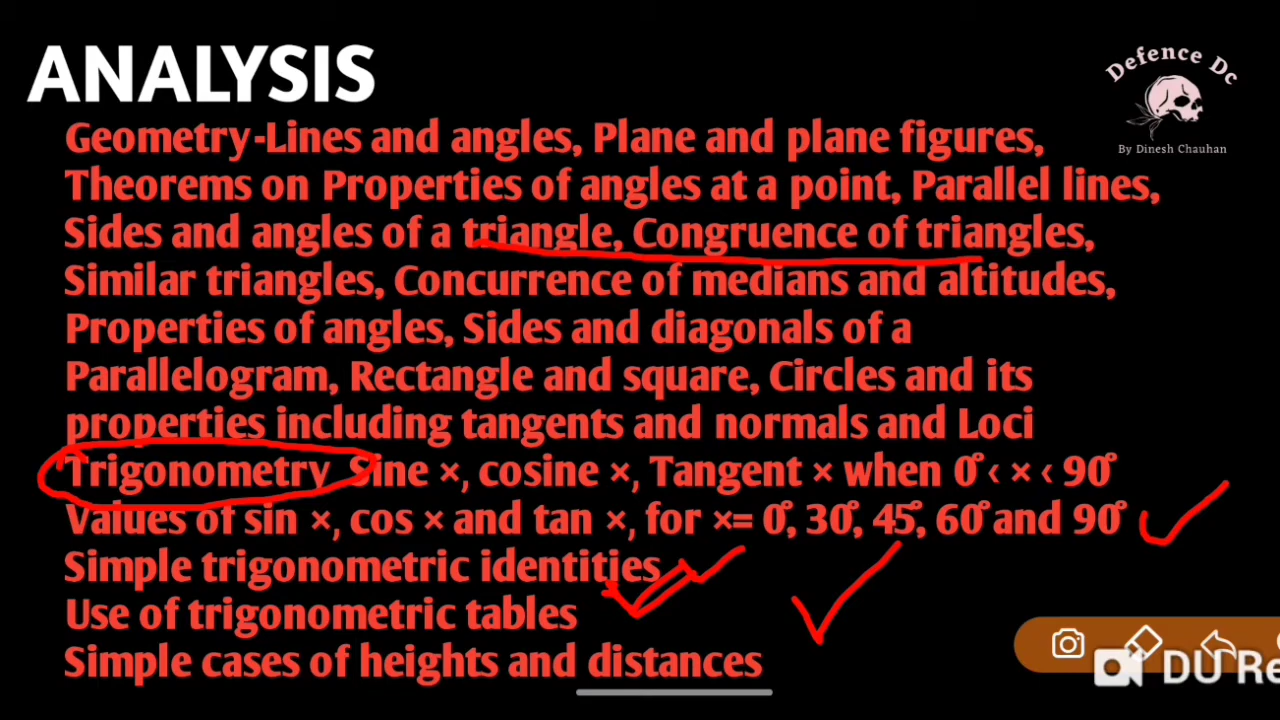 ANALYSIS
Defence Dc
By Dinesh Chauhan
Geometry-Lines and angles, Plane and plane figures,
Theorems on Properties of angles at a point, Parallel lines,
Sides and angles of a triangle, Congruence of triangles,
Similar triangles, Concurrence of medians and altitudes,
Properties of angles, Sides and diagonals of a
Parallelogram, Rectangle and square, Circles and its
properties including tangents and normals and Loci
Trigonometry Sine ×, cosine ×, Tangent × when 0° ‹ × ‹ 90°
Values of sin ×, cos × and tan ×, for ×= 0°, 30°, 45°, 60° and 90°
Simple trigonometric identities
Use of trigonometric tables
Simple cases of heights and distances
DU Re